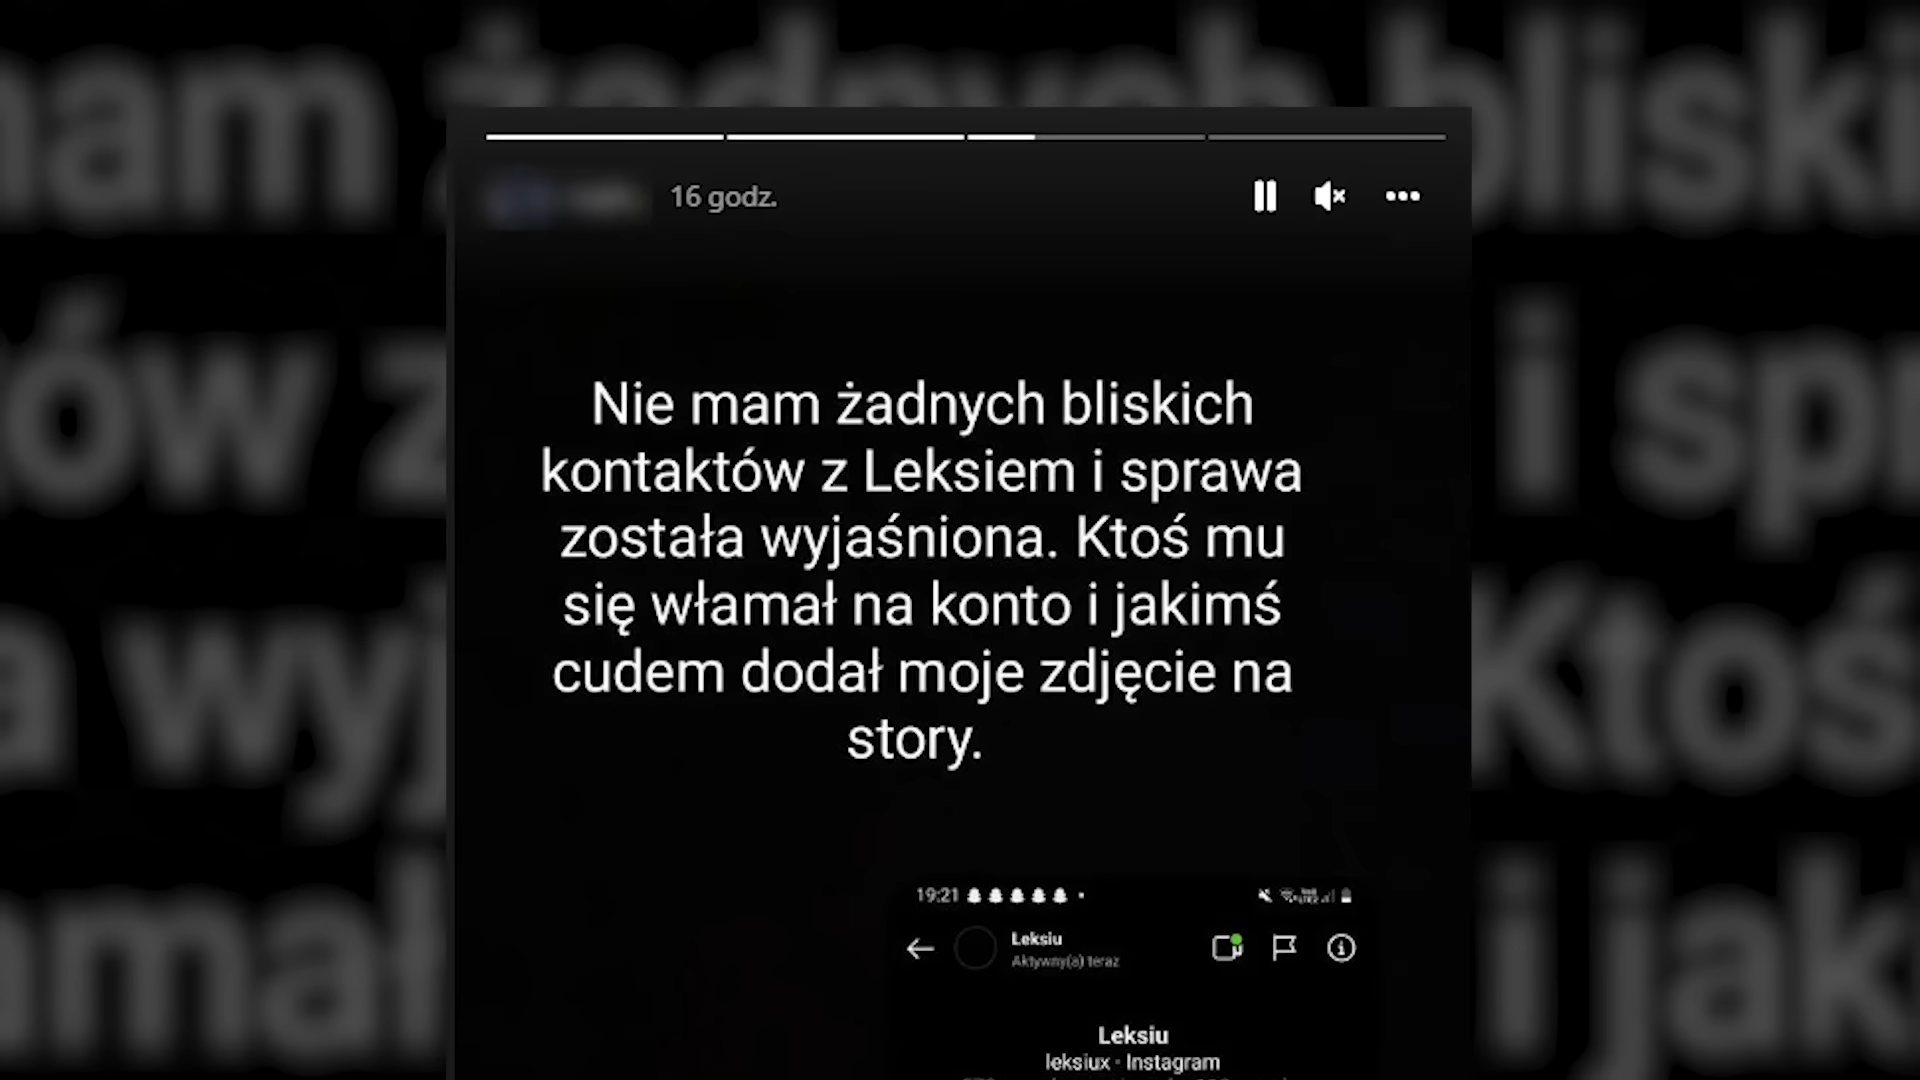 16 godz.
Nie mam żadnych bliskich
kontaktów z Leksiem i sprawa
została wyjaśniona. Ktoś mu
się włamał na konto i jakimś
cudem dodał moje zdjęcie na
story.
19:21
Leksiu
Aktywny(a) teraz
Leksiu
leksiux · Instagram